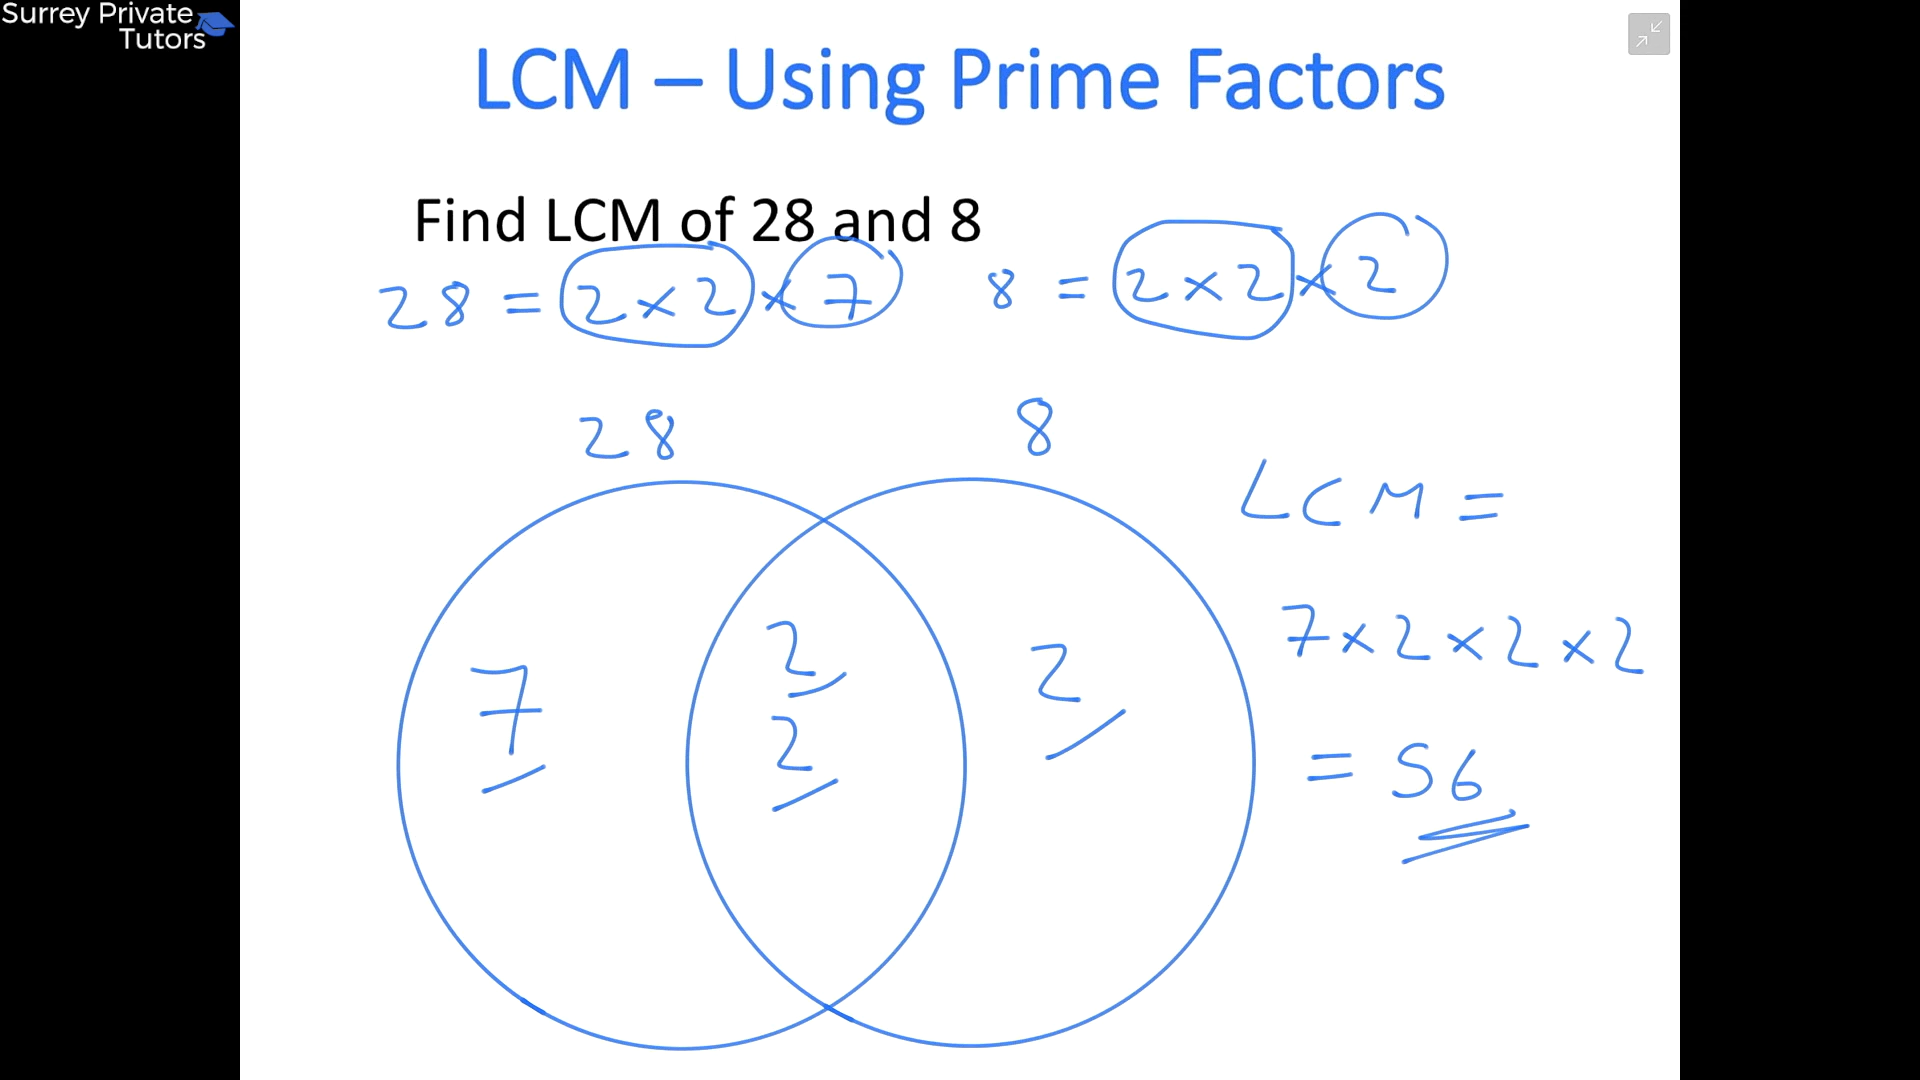 Surrey Private
Tutors
LCM – Using Prime Factors
Find LCM of 28 and 8
28 = 2 × 2 × 7
8 = 2 × 2 × 2
28
8
LCM =
7
2
2
2
7 × 2 × 2 × 2
= 56